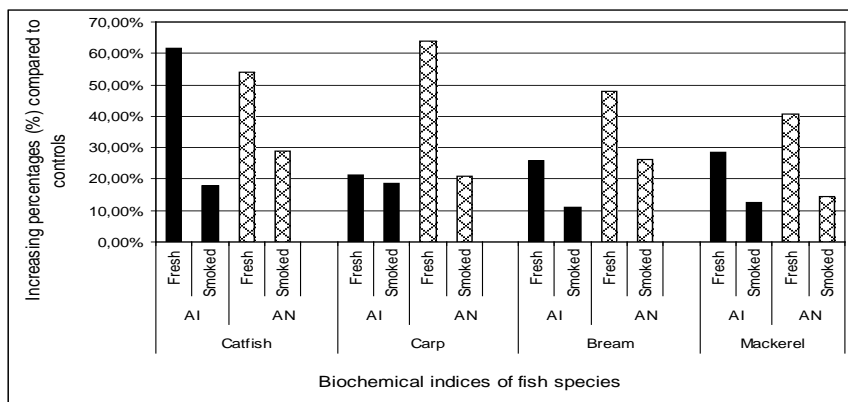 Increasing percentages (%) compared to
controls
70,00%
60,00%
50,00%
40,00%
30,00%
20,00%
10,00%
0,00%
Fresh Smoked Fresh Smoked Fresh Smoked Fresh Smoked Fresh Smoked Fresh Smoked Fresh Smoked Fresh Smoked
AI AN AI AN AI AN AI AN
Catfish Carp Bream Mackerel
Biochemical indices of fish species